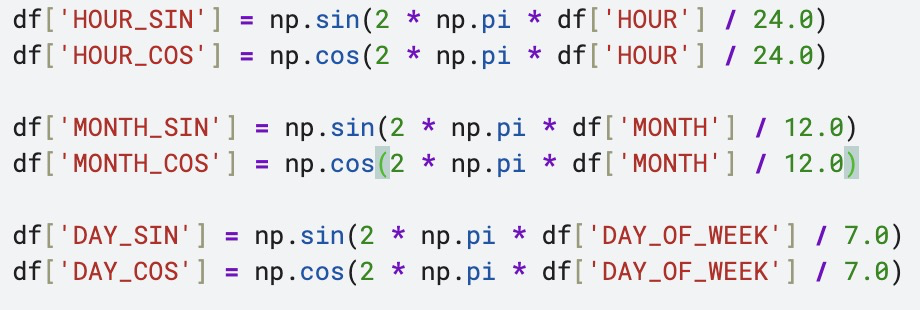 df['HOUR_SIN'] = np.sin(2 * np.pi * df['HOUR'] / 24.0)
df['HOUR_COS'] = np.cos(2 * np.pi * df['HOUR'] / 24.0)
df['MONTH_SIN'] = np.sin(2 * np.pi * df['MONTH'] / 12.0)
df['MONTH_COS'] = np.cos(2 * np.pi * df['MONTH'] / 12.0)
df['DAY_SIN'] = np.sin(2 * np.pi * df['DAY_OF_WEEK'] / 7.0)
df['DAY_COS'] = np.cos(2 * np.pi * df['DAY_OF_WEEK'] / 7.0)